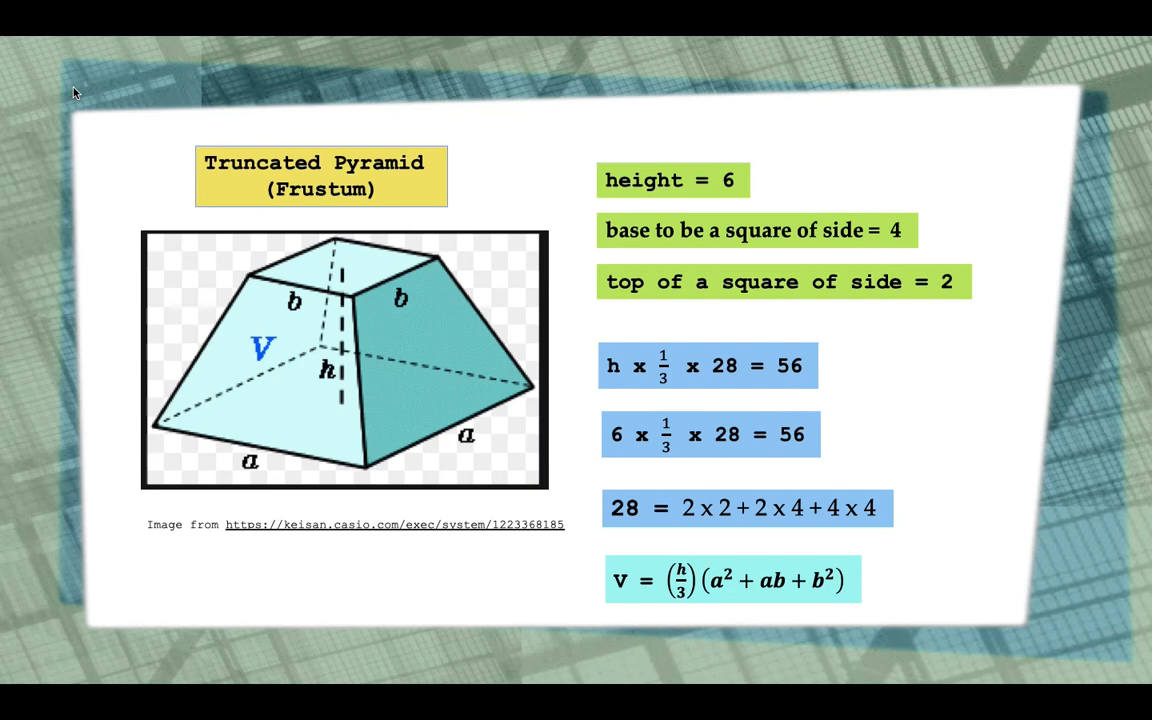 Truncated Pyramid
(Frustum)
b
b
V
h
a
a
Image from https://keisan.casio.com/exec/system/1223368185
height = 6
base to be a square of side = 4
top of a square of side = 2
h x 1/3 x 28 = 56
6 x 1/3 x 28 = 56
28 = 2 x 2 + 2 x 4 + 4 x 4
V = (h/3)(a² + ab + b²)